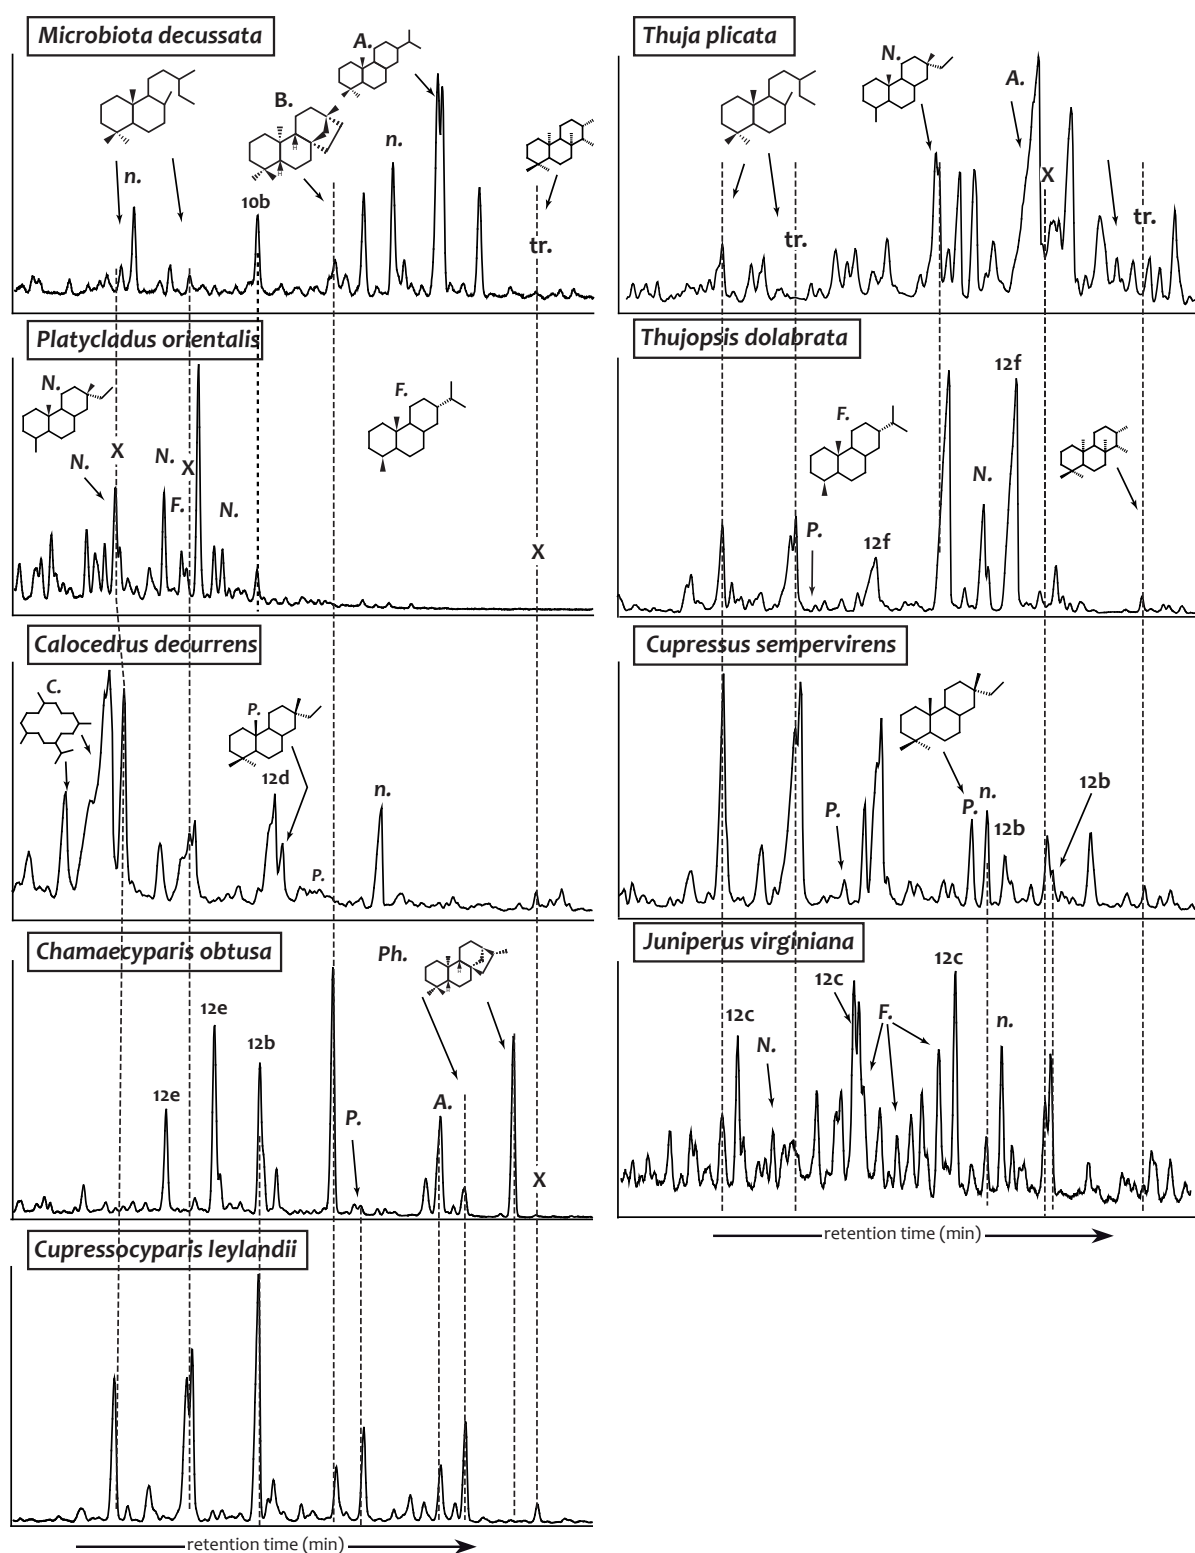 Microbiota decussata
A.
B.
n.
n.
10b
tr.
Platycladus orientalis
N.
F.
X
N.
N.
X
F.
N.
X
Calocedrus decurrens
C.
P.
12d
n.
P.
Chamaecyparis obtusa
Ph.
12e
12b
12e
P.
A.
X
Cupressocyparis leylandii
retention time (min)
Thuja plicata
N.
A.
X
tr.
tr.
Thujopsis dolabrata
12f
F.
N.
P.
12f
Cupressus sempervirens
P.
P.
n.
12b
12b
Juniperus virginiana
12c
12c
F.
12c
n.
N.
H
H
H
H
retention time (min)